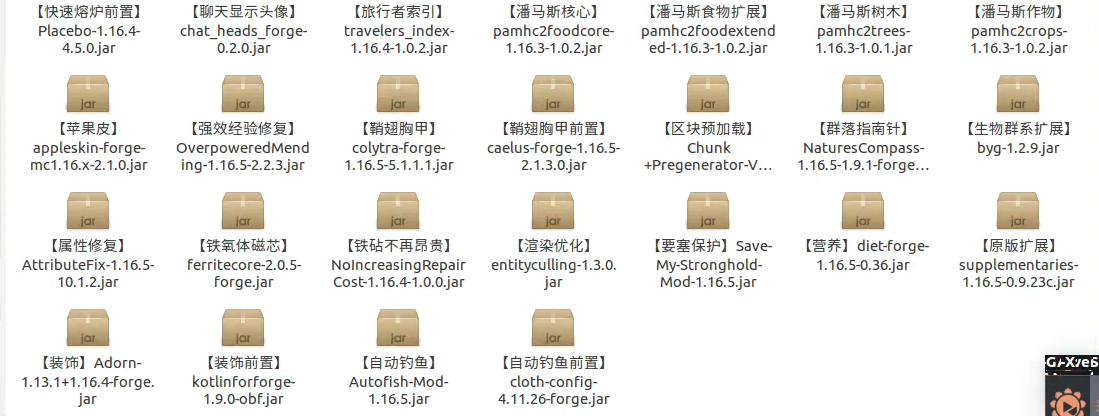 【快速熔炉前置】
Placebo-1.16.4-
4.5.0.jar
【聊天显示头像】
chat_heads_forge-
0.2.0.jar
【旅行者索引】
travelers_index-
1.16.4-1.0.2.jar
【潘马斯核心】
pamhc2foodcore-
1.16.3-1.0.2.jar
【潘马斯食物扩展】
pamhc2foodextend
ed-1.16.3-1.0.2.jar
【潘马斯树木】
pamhc2trees-
1.16.3-1.0.1.jar
【潘马斯作物】
pamhc2crops-
1.16.3-1.0.2.jar
jar
【苹果皮】
appleskin-forge-
mc1.16.x-2.1.0.jar
jar
【强效经验修复】
OverpoweredMend
ing-1.16.5-2.2.3.jar
jar
【鞘翅胸甲】
colytra-forge-
1.16.5-5.1.1.1.jar
jar
【鞘翅胸甲前置】
caelus-forge-1.16.5-
2.1.3.0.jar
jar
【区块预加载】
Chunk
+Pregenerator-V...
jar
【群落指南针】
NaturesCompass-
1.16.5-1.9.1-forge...
jar
【生物群系扩展】
byg-1.2.9.jar
jar
【属性修复】
AttributeFix-1.16.5-
10.1.2.jar
jar
【铁氧体磁芯】
ferritecore-2.0.5-
forge.jar
jar
【铁砧不再昂贵】
NoIncreasingRepair
Cost-1.16.4-1.0.0.jar
jar
【渲染优化】
entityculling-1.3.0.
jar
jar
【要塞保护】Save-
My-Stronghold-
Mod-1.16.5.jar
jar
【营养】diet-forge-
1.16.5-0.36.jar
jar
【原版扩展】
supplementaries-
1.16.5-0.9.23c.jar
jar
【装饰】Adorn-
1.13.1+1.16.4-forge.
jar
jar
【装饰前置】
kotlinforforge-
1.9.0-obf.jar
jar
【自动钓鱼】
Autofish-Mod-
1.16.5.jar
jar
【自动钓鱼前置】
cloth-config-
4.11.26-forge.jar